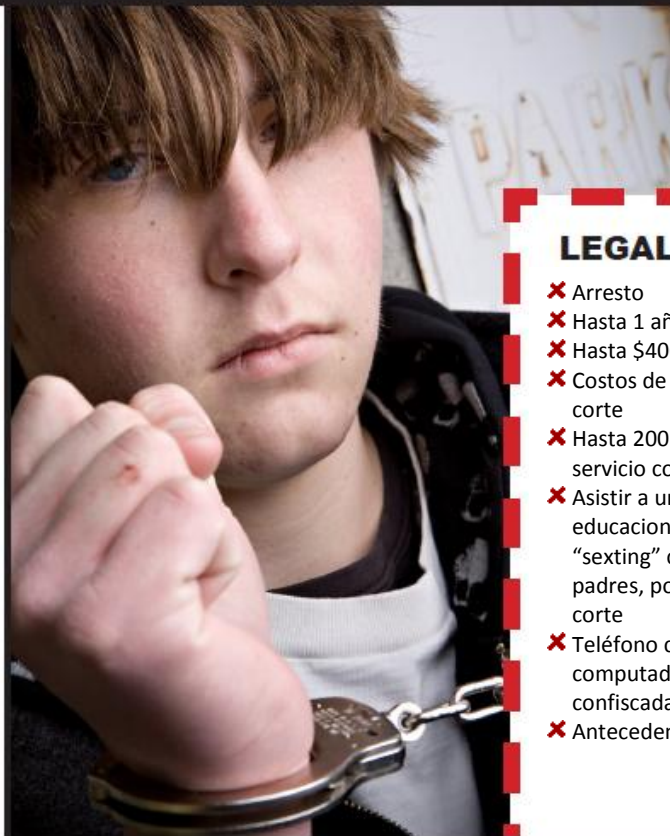 PARK
LEGAL
✘ Arresto
✘ Hasta 1 añ
✘ Hasta $40
✘ Costos de
corte
✘ Hasta 200
servicio co
✘ Asistir a un
educacion
“sexting”
padres, po
corte
✘ Teléfono
computad
confiscada
✘ Anteceden